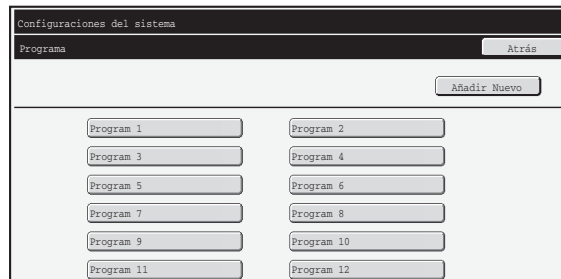 Configuraciones del sistema
Programa
Atrás
Añadir Nuevo
Program 1
Program 2
Program 3
Program 4
Program 5
Program 6
Program 7
Program 8
Program 9
Program 10
Program 11
Program 12